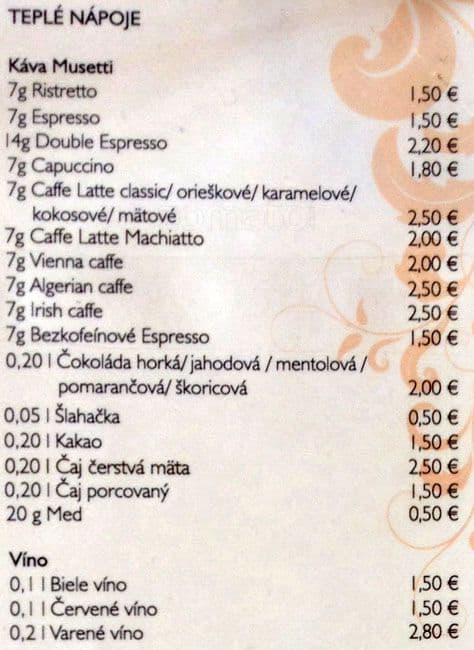 TEPLÉ NÁPOJE
Káva Musetti
7g Ristretto 1,50 €
7g Espresso 1,50 €
14g Double Espresso 2,20 €
7g Capuccino 1,80 €
7g Caffe Latte classic/ orieškové/ karamelové/
kokosové/ mätové 2,50 €
7g Caffe Latte Machiatto 2,00 €
7g Vienna caffe 2,00 €
7g Algerian caffe 2,50 €
7g Irish caffe 2,50 €
7g Bezkofeínové Espresso 1,50 €
0,20 l Čokoláda horká/ jahodová / mentolová /
pomarančová/ škoricová 2,00 €
0,05 l Šlahačka 0,50 €
0,20 l Kakao 1,50 €
0,20 l Čaj čerstvá mäta 2,50 €
0,20 l Čaj porcovaný 1,50 €
20 g Med 0,50 €
Víno
0,1 l Biele víno 1,50 €
0,1 l Červené víno 1,50 €
0,2 l Varené víno 2,80 €